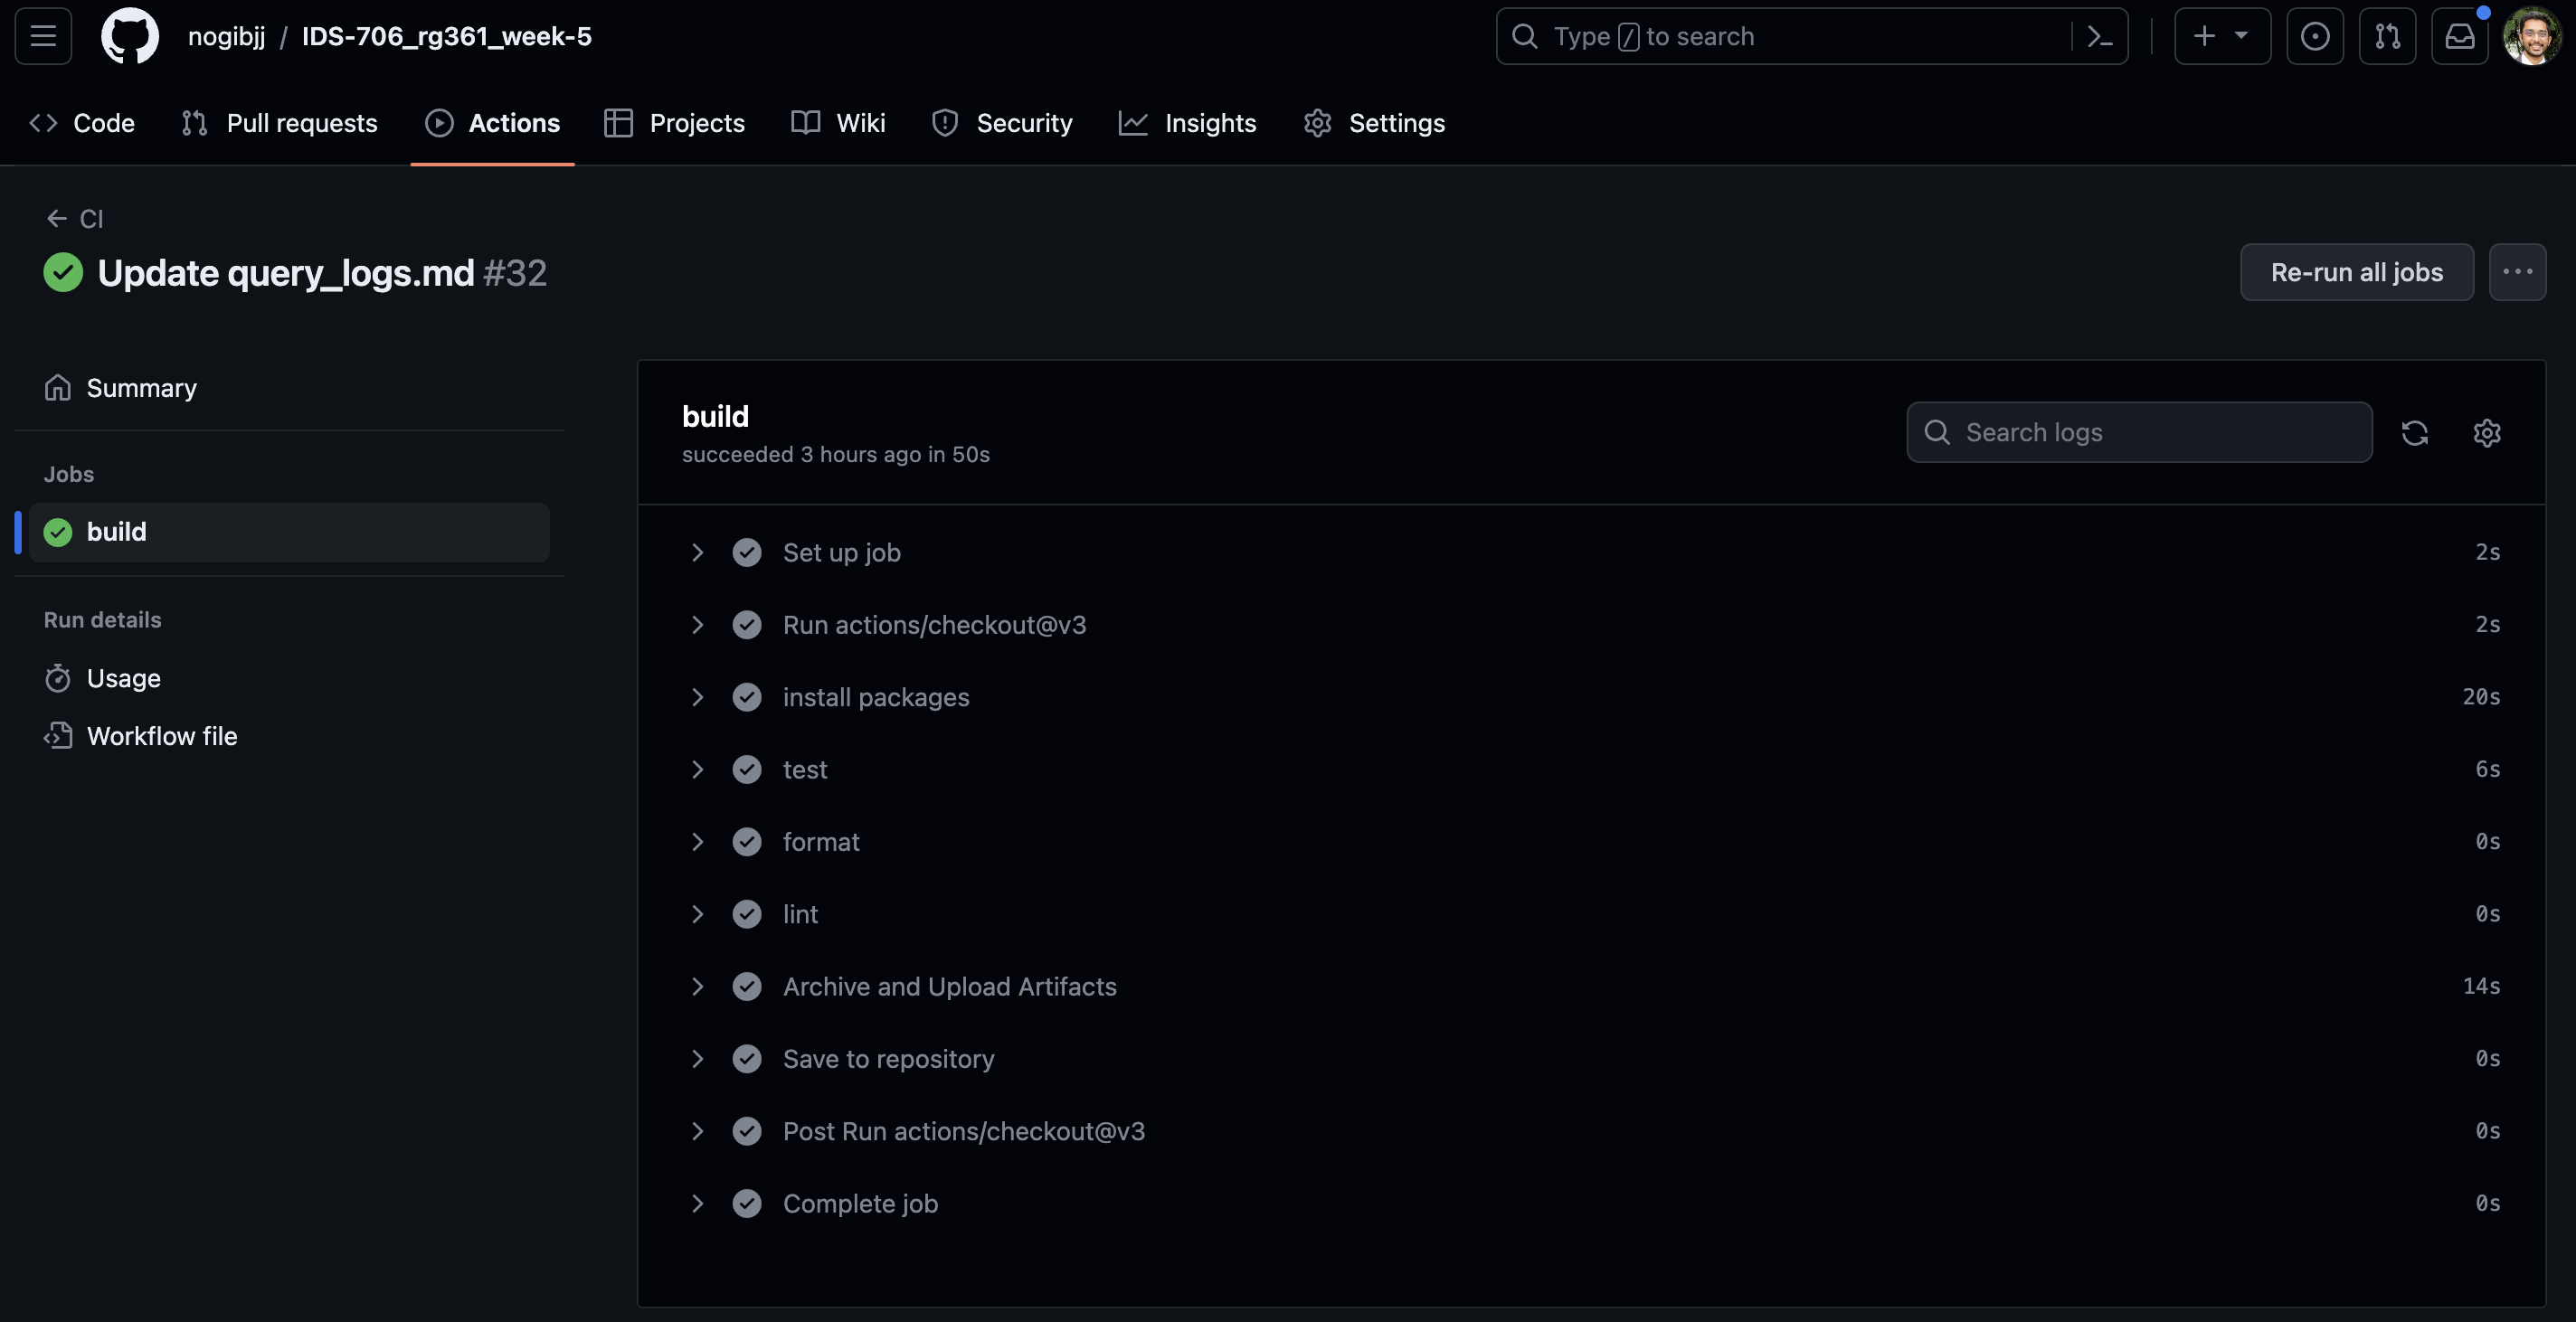 nogibjj / IDS-706_rg361_week-5
Type / to search
Code Pull requests Actions Projects Wiki Security Insights Settings
CI
Update query_logs.md #32
Re-run all jobs
Summary
Jobs
build
Run details
Usage
Workflow file
build
succeeded 3 hours ago in 50s
Search logs
Set up job 2s
Run actions/checkout@v3 2s
install packages 20s
test 6s
format 0s
lint 0s
Archive and Upload Artifacts 14s
Save to repository 0s
Post Run actions/checkout@v3 0s
Complete job 0s